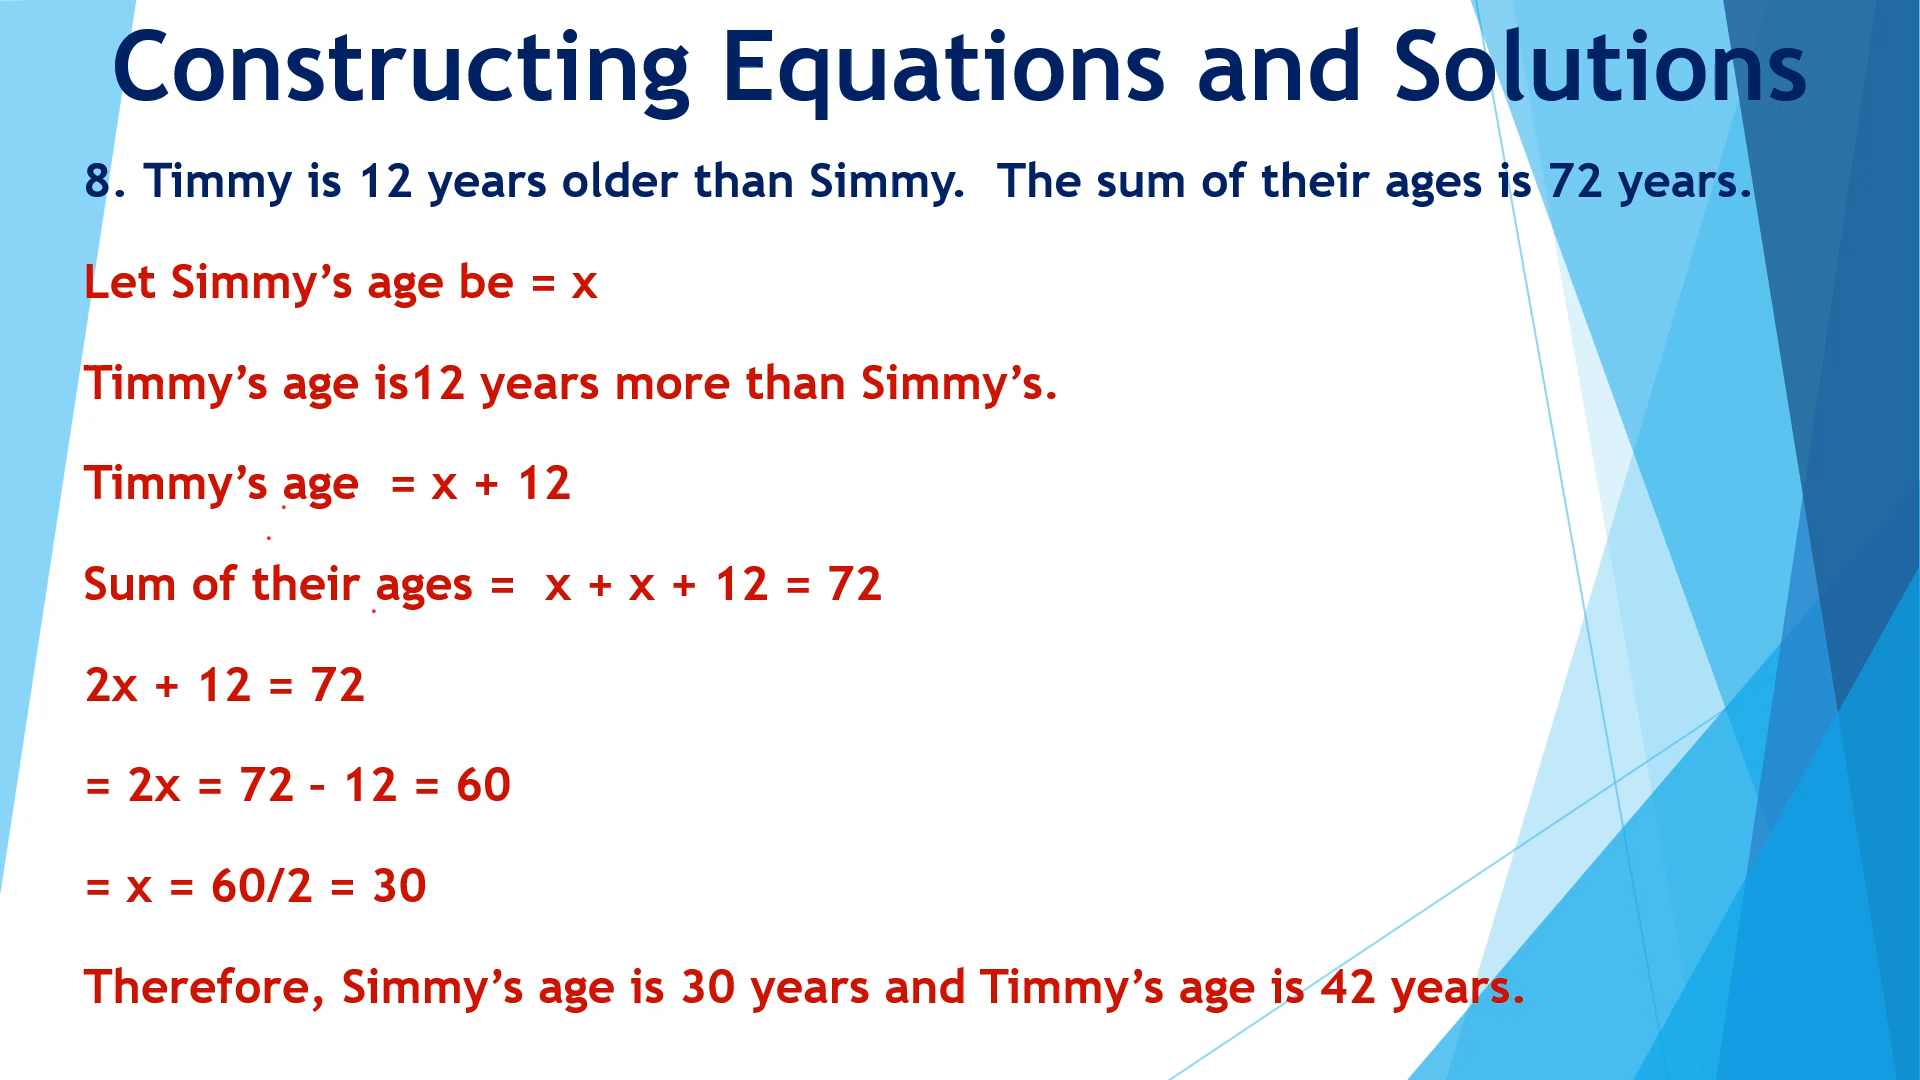 Constructing Equations and Solutions
8. Timmy is 12 years older than Simmy.  The sum of their ages is 72 years.
Let Simmy’s age be = x
Timmy’s age is12 years more than Simmy’s.
Timmy’s age  = x + 12
Sum of their ages =  x + x + 12 = 72
2x + 12 = 72
= 2x = 72 – 12 = 60
= x = 60/2 = 30
Therefore, Simmy’s age is 30 years and Timmy’s age is 42 years.